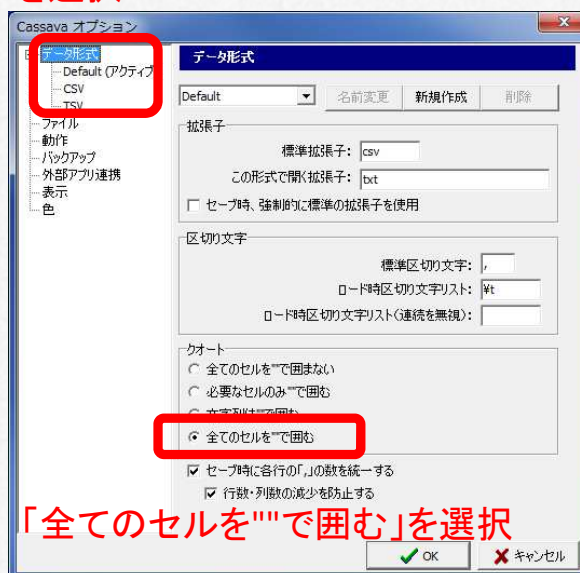 を選択
Cassava オプション
データ形式
Default (アクティブ
CSV
TSV
ファイル
動作
バックアップ
外部アプリ連携
表示
色
データ形式
Default 名前変更 新規作成 削除
拡張子
標準拡張子: csv
この形式で開く拡張子: txt
セーブ時、強制的に標準の拡張子を使用
区切り文字
標準区切り文字: ,
ロード時区切り文字リスト: ¥t
ロード時区切り文字リスト(連続を無視):
クオート
全てのセルを""で囲まない
必要なセルのみ""で囲む
文字列は""で囲む
全てのセルを""で囲む
セーブ時に各行の「,」の数を統一する
行数・列数の減少を防止する
「全てのセルを""で囲む」を選択
OK キャンセル